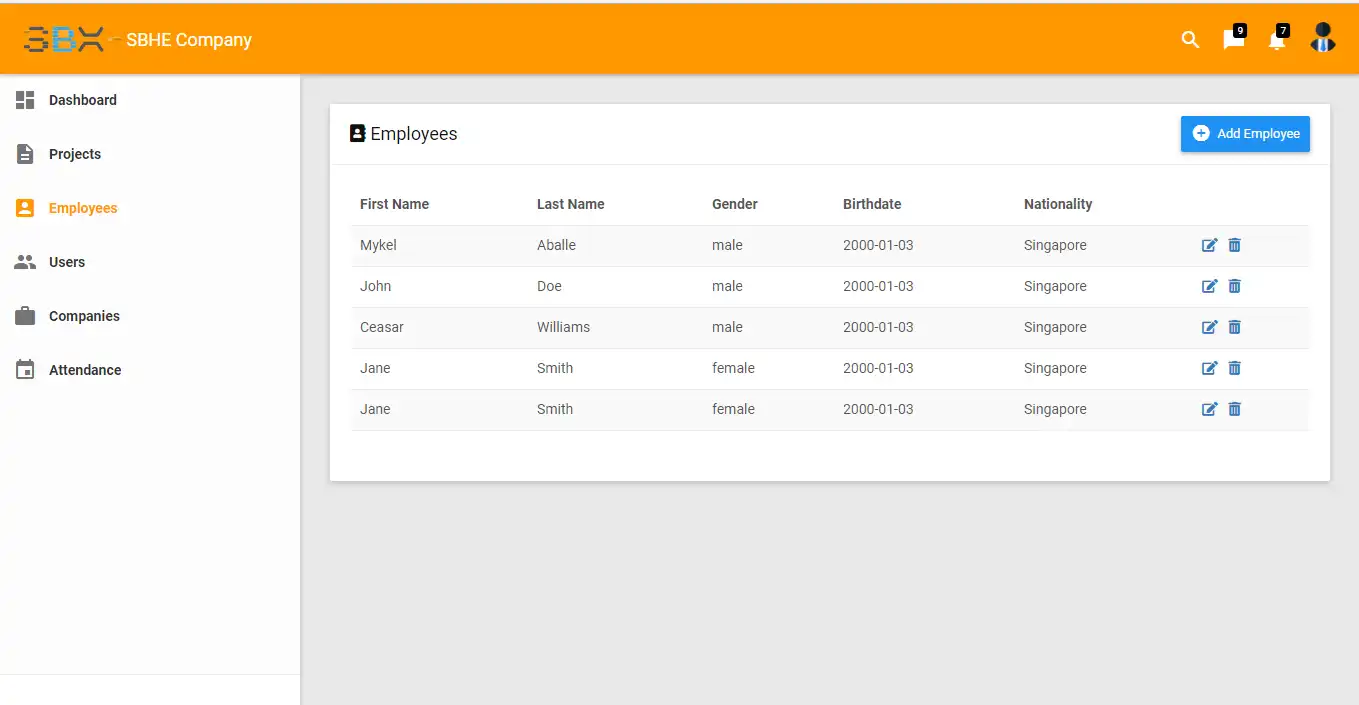 SBX SBHE Company 9 7
Dashboard
Projects
Employees
Users
Companies
Attendance
Employees Add Employee
First Name Last Name Gender Birthdate Nationality
Mykel Aballe male 2000-01-03 Singapore
John Doe male 2000-01-03 Singapore
Ceasar Williams male 2000-01-03 Singapore
Jane Smith female 2000-01-03 Singapore
Jane Smith female 2000-01-03 Singapore